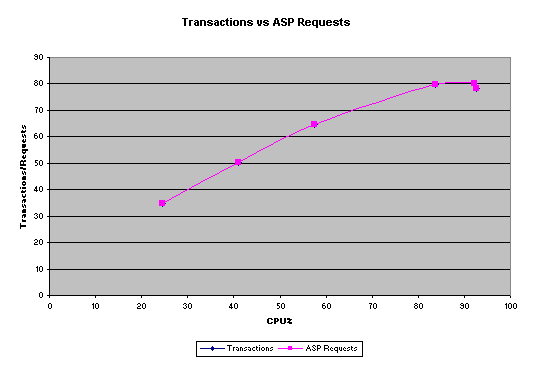 Transactions vs ASP Requests
90
80
70
60
50
40
30
20
10
0
Transactions/Requests
0 10 20 30 40 50 60 70 80 90 100
CPU%
Transactions ASP Requests